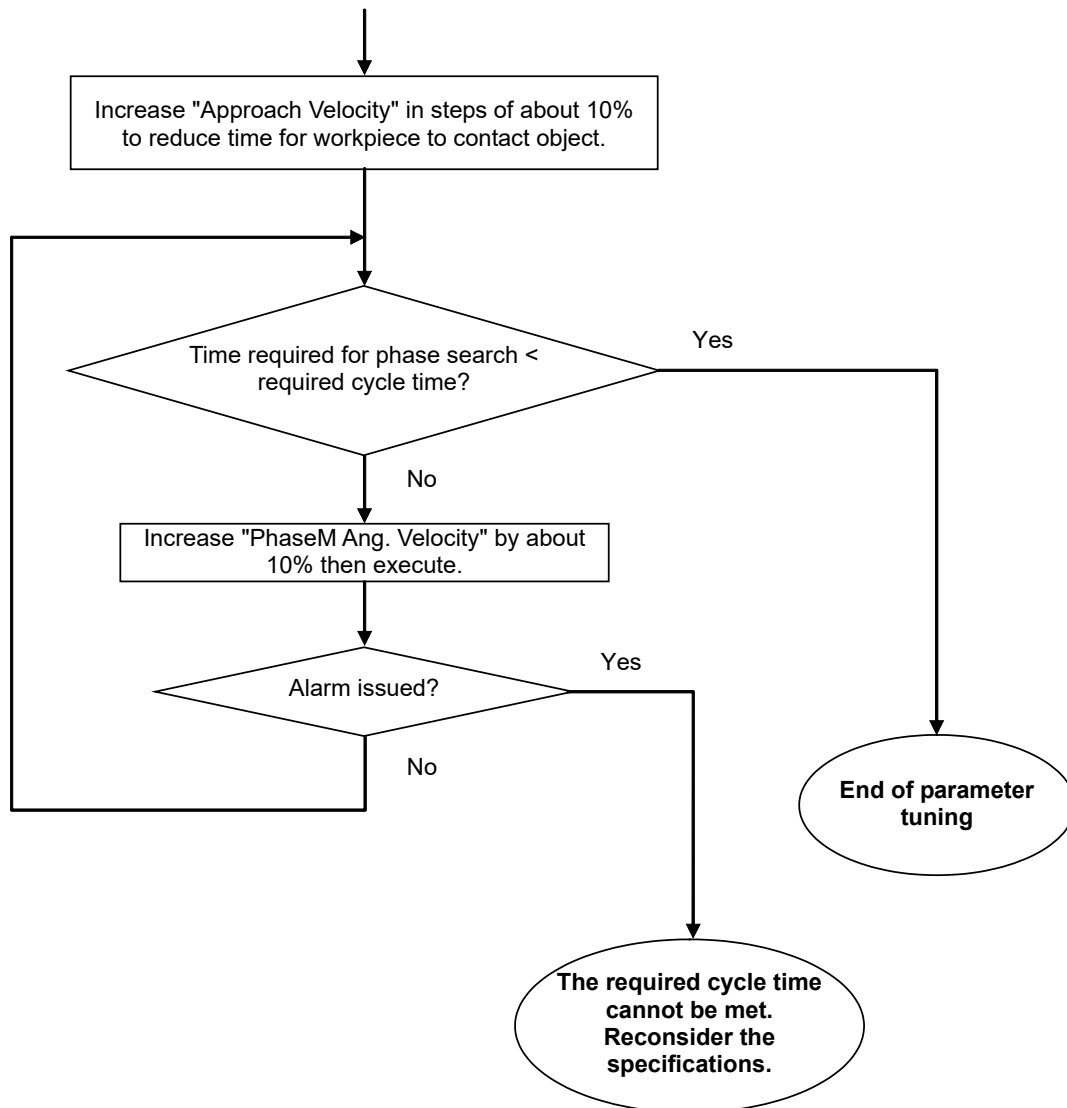 Increase "Approach Velocity" in steps of about 10%
to reduce time for workpiece to contact object.
Time required for phase search <
required cycle time?
Yes
No
Increase "PhaseM Ang. Velocity" by about
10% then execute.
Alarm issued?
Yes
No
End of parameter
tuning
The required cycle time
cannot be met.
Reconsider the
specifications.